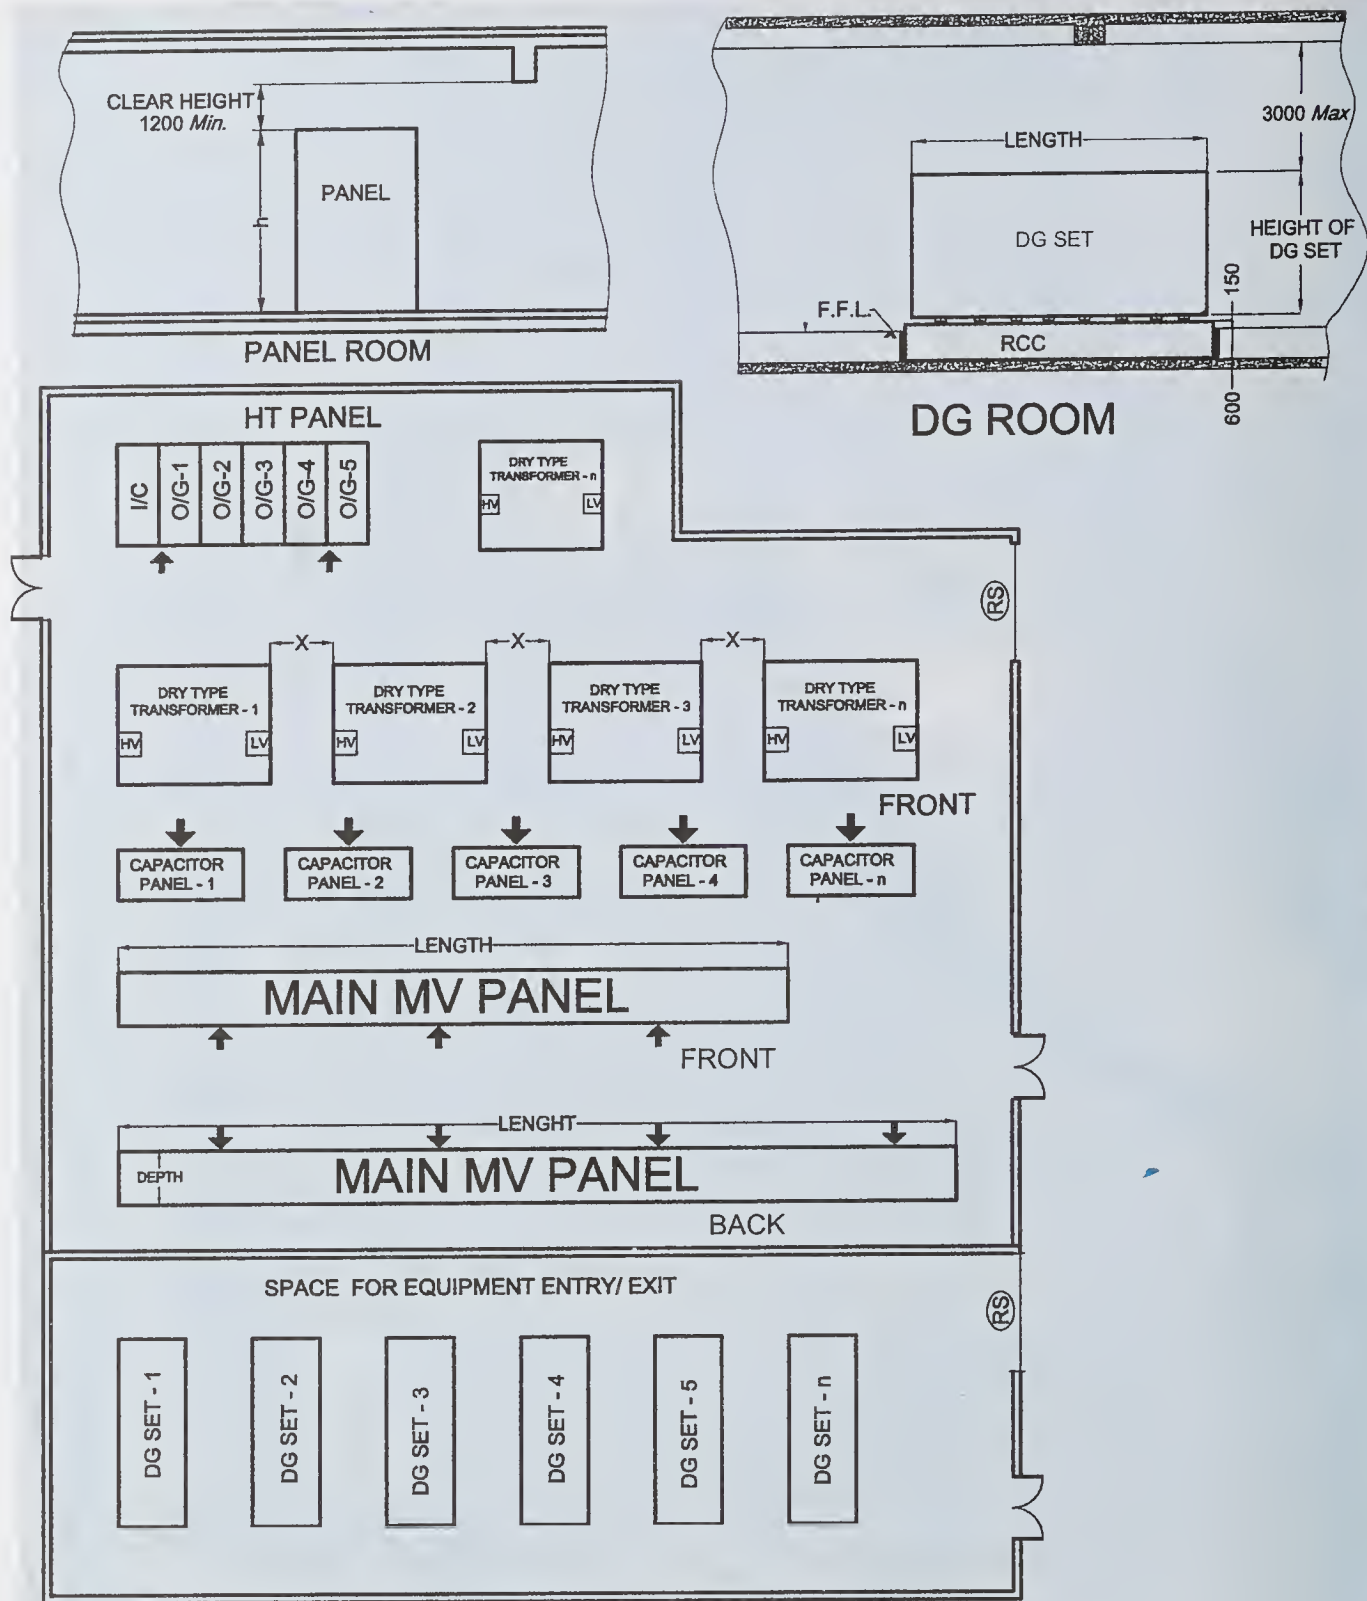 CLEAR HEIGHT
1200 Min.
PANEL
h
PANEL ROOM
3000 Max
LENGTH
DG SET
HEIGHT OF
DG SET
150
F.F.L.
RCC
600
DG ROOM
HT PANEL
I/C
O/G-1
O/G-2
O/G-3
O/G-4
O/G-5
DRY TYPE
TRANSFORMER - n
HV
LV
RS
X
X
X
DRY TYPE
TRANSFORMER - 1
HV
LV
DRY TYPE
TRANSFORMER - 2
HV
LV
DRY TYPE
TRANSFORMER - 3
HV
LV
DRY TYPE
TRANSFORMER - n
HV
LV
FRONT
CAPACITOR
PANEL - 1
CAPACITOR
PANEL - 2
CAPACITOR
PANEL - 3
CAPACITOR
PANEL - 4
CAPACITOR
PANEL - n
LENGTH
MAIN MV PANEL
FRONT
LENGHT
DEPTH
MAIN MV PANEL
BACK
SPACE FOR EQUIPMENT ENTRY/ EXIT
RS
DG SET - 1
DG SET - 2
DG SET - 3
DG SET - 4
DG SET - 5
DG SET - n